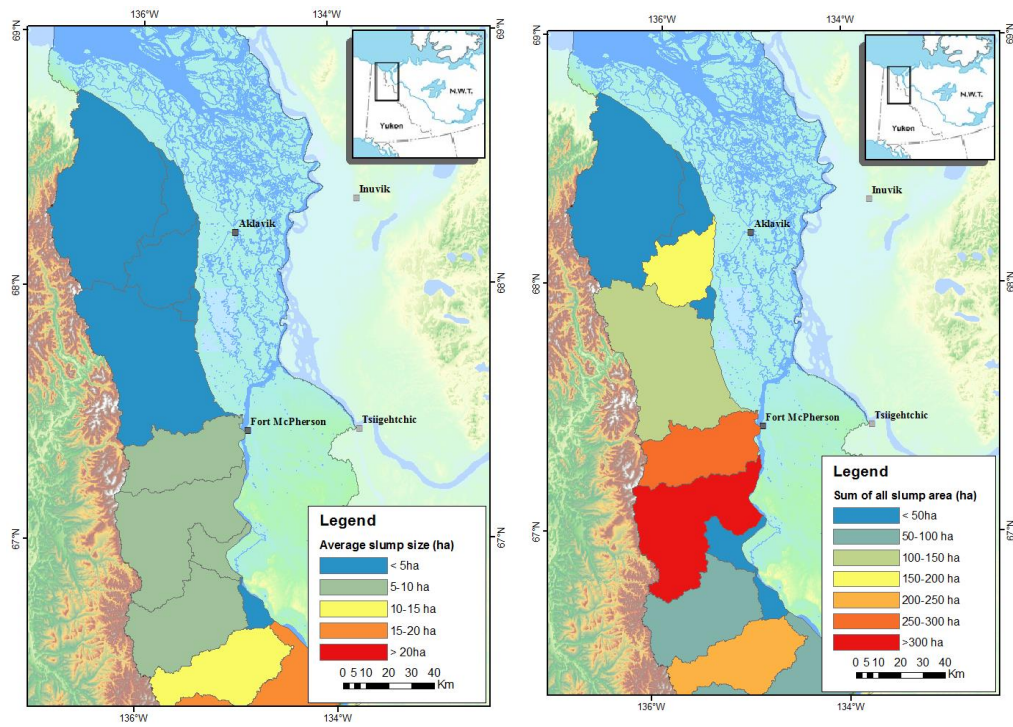 136°W
134°W
69°N
N.W.T.
Yukon
Inuvik
Aklavik
68°N
Fort McPherson
Tsiigehtchic
67°N
Legend
Average slump size (ha)
< 5ha
5-10 ha
10-15 ha
15-20 ha
> 20ha
0 5 10 20 30 40
Km
136°W
134°W
136°W
134°W
69°N
69°N
N.W.T.
Yukon
Inuvik
Aklavik
68°N
68°N
Fort McPherson
Tsiigehtchic
67°N
67°N
Legend
Sum of all slump area (ha)
< 50ha
50-100 ha
100-150 ha
150-200 ha
200-250 ha
250-300 ha
>300 ha
0 5 10 20 30 40
Km
136°W
134°W